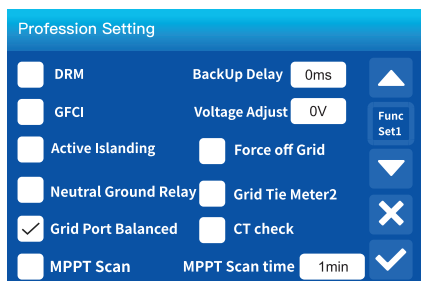 Profession Setting
DRM BackUp Delay 0ms
GFCI Voltage Adjust 0V
Func
Set1
Active Islanding Force off Grid
Neutral Ground Relay Grid Tie Meter2
Grid Port Balanced CT check
MPPT Scan MPPT Scan time 1min